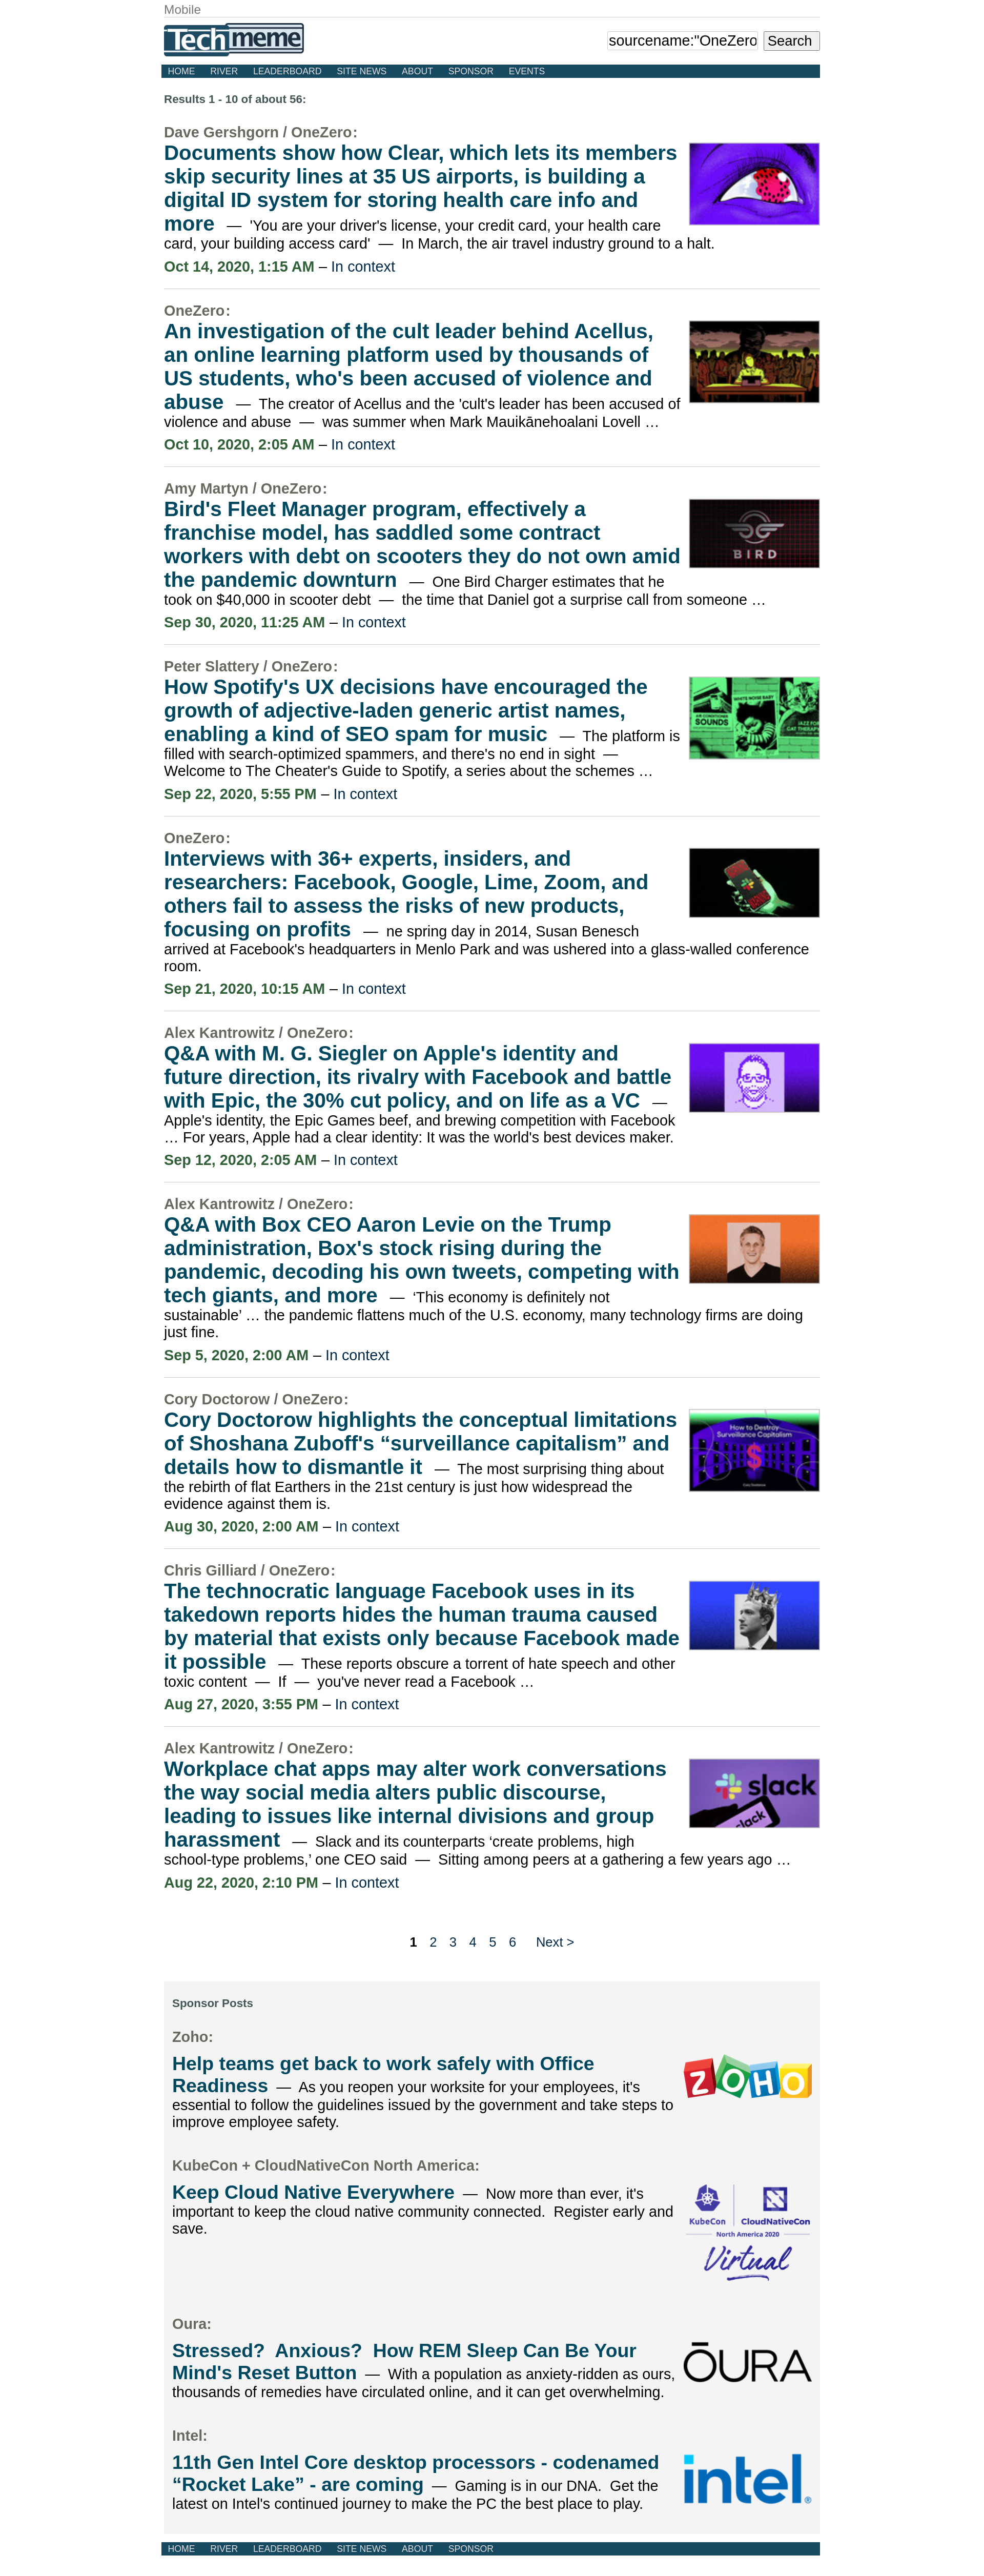 Mobile
Techmeme
sourcename:"OneZero
Search
HOME RIVER LEADERBOARD SITE NEWS ABOUT SPONSOR EVENTS
Results 1 - 10 of about 56:
Dave Gershgorn / OneZero:
Documents show how Clear, which lets its members
skip security lines at 35 US airports, is building a
digital ID system for storing health care info and
more — 'You are your driver's license, your credit card, your health care
card, your building access card' — In March, the air travel industry ground to a halt.
Oct 14, 2020, 1:15 AM – In context
OneZero:
An investigation of the cult leader behind Acellus,
an online learning platform used by thousands of
US students, who's been accused of violence and
abuse — The creator of Acellus and the 'cult's leader has been accused of
violence and abuse — was summer when Mark Mauikānehoalani Lovell …
Oct 10, 2020, 2:05 AM – In context
Amy Martyn / OneZero:
Bird's Fleet Manager program, effectively a
franchise model, has saddled some contract
workers with debt on scooters they do not own amid
the pandemic downturn — One Bird Charger estimates that he
took on $40,000 in scooter debt — the time that Daniel got a surprise call from someone …
BIRD
Sep 30, 2020, 11:25 AM – In context
Peter Slattery / OneZero:
How Spotify's UX decisions have encouraged the
growth of adjective-laden generic artist names,
enabling a kind of SEO spam for music — The platform is
filled with search-optimized spammers, and there's no end in sight —
Welcome to The Cheater's Guide to Spotify, a series about the schemes …
SOUNDS
WHITE NOISE BABY
JAZZ FOR
CAT THERAPY
Sep 22, 2020, 5:55 PM – In context
OneZero:
Interviews with 36+ experts, insiders, and
researchers: Facebook, Google, Lime, Zoom, and
others fail to assess the risks of new products,
focusing on profits — ne spring day in 2014, Susan Benesch
arrived at Facebook's headquarters in Menlo Park and was ushered into a glass-walled conference
room.
Sep 21, 2020, 10:15 AM – In context
Alex Kantrowitz / OneZero:
Q&A with M. G. Siegler on Apple's identity and
future direction, its rivalry with Facebook and battle
with Epic, the 30% cut policy, and on life as a VC —
Apple's identity, the Epic Games beef, and brewing competition with Facebook
… For years, Apple had a clear identity: It was the world's best devices maker.
Sep 12, 2020, 2:05 AM – In context
Alex Kantrowitz / OneZero:
Q&A with Box CEO Aaron Levie on the Trump
administration, Box's stock rising during the
pandemic, decoding his own tweets, competing with
tech giants, and more — ‘This economy is definitely not
sustainable’ … the pandemic flattens much of the U.S. economy, many technology firms are doing
just fine.
Sep 5, 2020, 2:00 AM – In context
Cory Doctorow / OneZero:
Cory Doctorow highlights the conceptual limitations
of Shoshana Zuboff's “surveillance capitalism” and
details how to dismantle it — The most surprising thing about
the rebirth of flat Earthers in the 21st century is just how widespread the
evidence against them is.
How to Destroy
Surveillance Capitalism
$
Aug 30, 2020, 2:00 AM – In context
Chris Gilliard / OneZero:
The technocratic language Facebook uses in its
takedown reports hides the human trauma caused
by material that exists only because Facebook made
it possible — These reports obscure a torrent of hate speech and other
toxic content — If — you've never read a Facebook …
Aug 27, 2020, 3:55 PM – In context
Alex Kantrowitz / OneZero:
Workplace chat apps may alter work conversations
the way social media alters public discourse,
leading to issues like internal divisions and group
harassment — Slack and its counterparts ‘create problems, high
school-type problems,’ one CEO said — Sitting among peers at a gathering a few years ago …
slack
slack
Aug 22, 2020, 2:10 PM – In context
1 2 3 4 5 6 Next >
Sponsor Posts
Zoho:
Help teams get back to work safely with Office
Readiness — As you reopen your worksite for your employees, it's
essential to follow the guidelines issued by the government and take steps to
improve employee safety.
ZOHO
KubeCon + CloudNativeCon North America:
Keep Cloud Native Everywhere — Now more than ever, it's
important to keep the cloud native community connected. Register early and
save.
KubeCon CloudNativeCon
North America 2020
Virtual
Oura:
Stressed? Anxious? How REM Sleep Can Be Your
Mind's Reset Button — With a population as anxiety-ridden as ours,
thousands of remedies have circulated online, and it can get overwhelming.
ŌURA
Intel:
11th Gen Intel Core desktop processors - codenamed
“Rocket Lake” - are coming — Gaming is in our DNA. Get the
latest on Intel's continued journey to make the PC the best place to play.
intel®
HOME RIVER LEADERBOARD SITE NEWS ABOUT SPONSOR